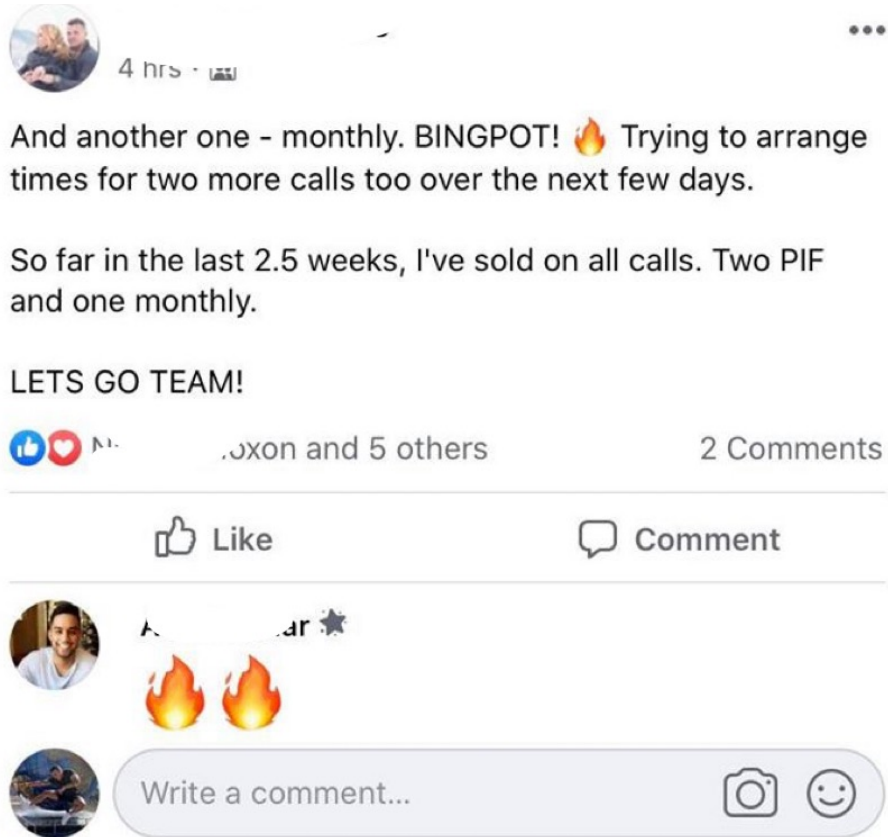 4 hrs ·
And another one - monthly. BINGPOT! 🔥 Trying to arrange
times for two more calls too over the next few days.
So far in the last 2.5 weeks, I've sold on all calls. Two PIF
and one monthly.
LETS GO TEAM!
and 5 others
2 Comments
Like
Comment
🔥🔥
Write a comment...